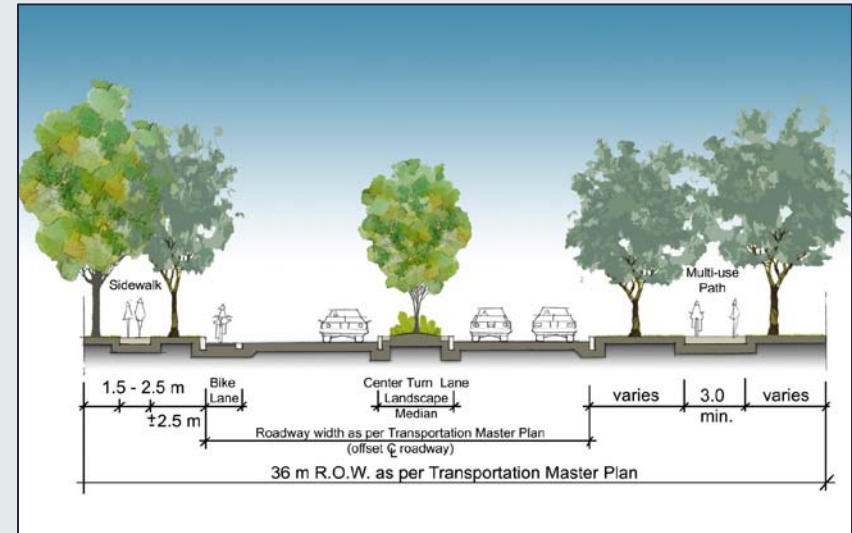 Sidewalk
Multi-use
Path
1.5 - 2.5 m
Bike
Lane
Center Turn Lane
Landscape
Median
varies
3.0
min.
varies
±2.5 m
Roadway width as per Transportation Master Plan
(offset ℄ roadway)
36 m R.O.W. as per Transportation Master Plan